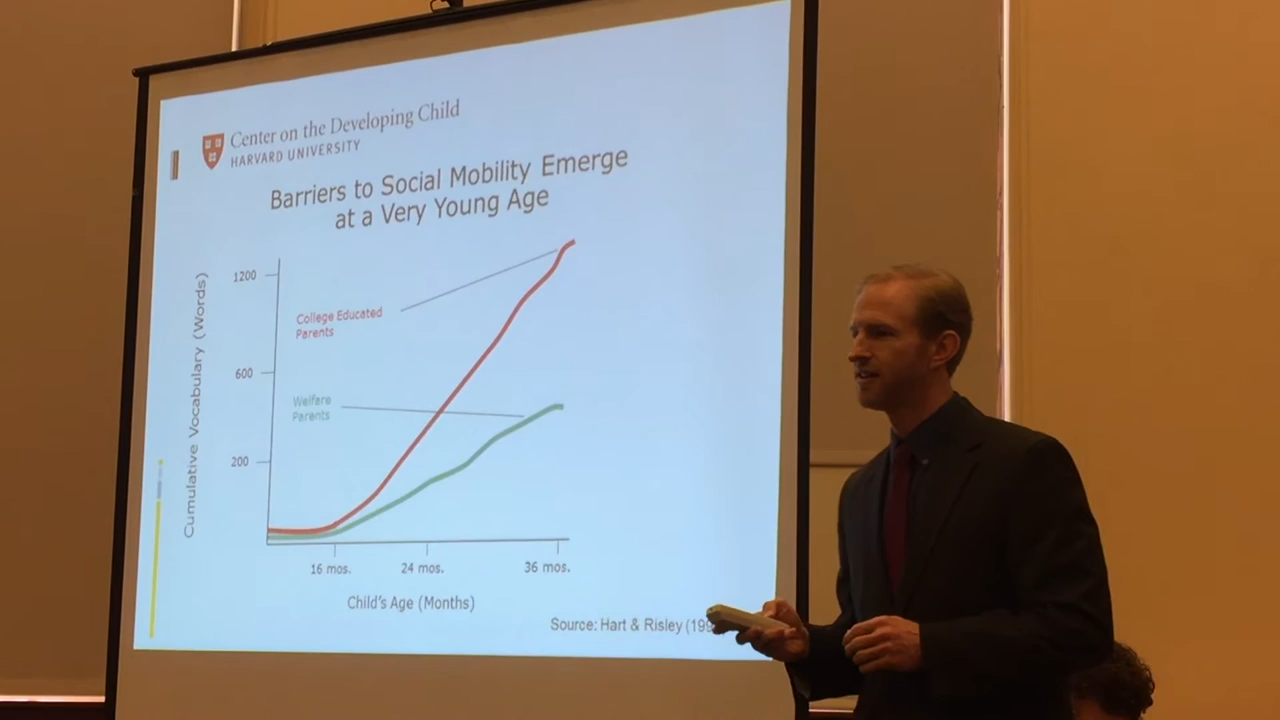 Center on the Developing Child
HARVARD UNIVERSITY
Barriers to Social Mobility Emerge
at a Very Young Age
Cumulative Vocabulary (Words)
1200
600
200
College Educated
Parents
Welfare
Parents
16 mos.
24 mos.
36 mos.
Child's Age (Months)
Source: Hart & Risley (199